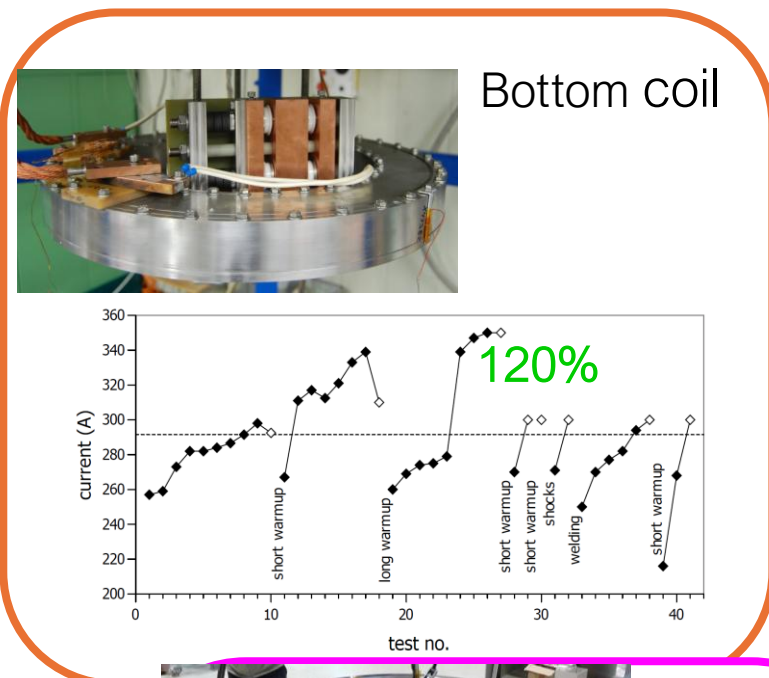 Bottom coil
360
340
320
300
280
260
240
220
200
current (A)
120%
short warmup
long warmup
short warmup
short warmup
shocks
welding
short warmup
0
10
20
30
40
test no.